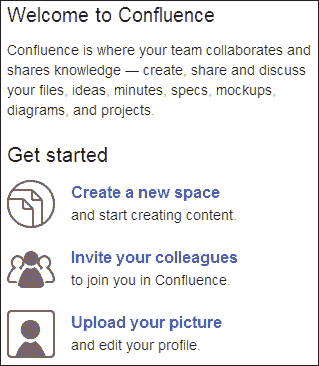 Welcome to Confluence
Confluence is where your team collaborates and
shares knowledge — create, share and discuss
your files, ideas, minutes, specs, mockups,
diagrams, and projects.
Get started
Create a new space
and start creating content.
Invite your colleagues
to join you in Confluence.
Upload your picture
and edit your profile.